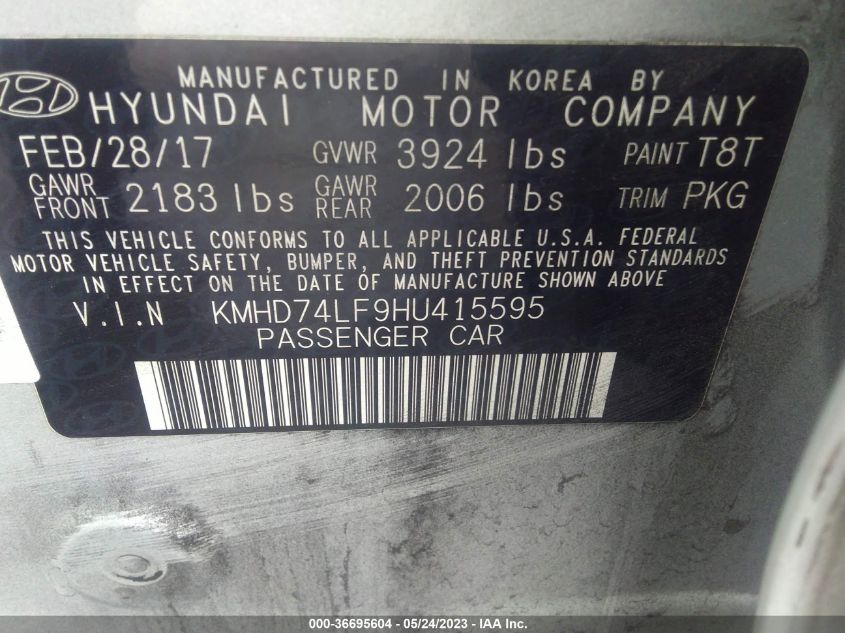 MANUFACTURED IN KOREA BY
HYUNDAI MOTOR COMPANY
FEB/28/17 GVWR 3924 lbs PAINT T8T
GAWR FRONT 2183 lbs GAWR REAR 2006 lbs TRIM PKG
THIS VEHICLE CONFORMS TO ALL APPLICABLE U.S.A. FEDERAL
MOTOR VEHICLE SAFETY, BUMPER, AND THEFT PREVENTION STANDARDS
IN EFFECT ON THE DATE OF MANUFACTURE SHOWN ABOVE
V.I.N KMHD74LF9HU415595
PASSENGER CAR
000-36695604 - 05/24/2023 - IAA Inc.